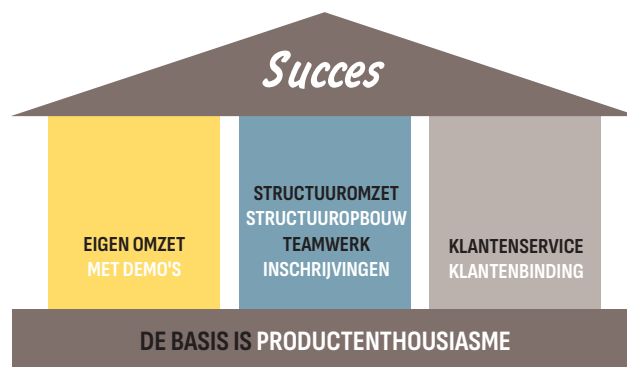 Succes
EIGEN OMZET
MET DEMO'S
STRUCTUUROMZET
STRUCTUUROPBOUW
TEAMWERK
INSCHRIJVINGEN
KLANTENSERVICE
KLANTENBINDING
DE BASIS IS PRODUCTENTHOUSIASME